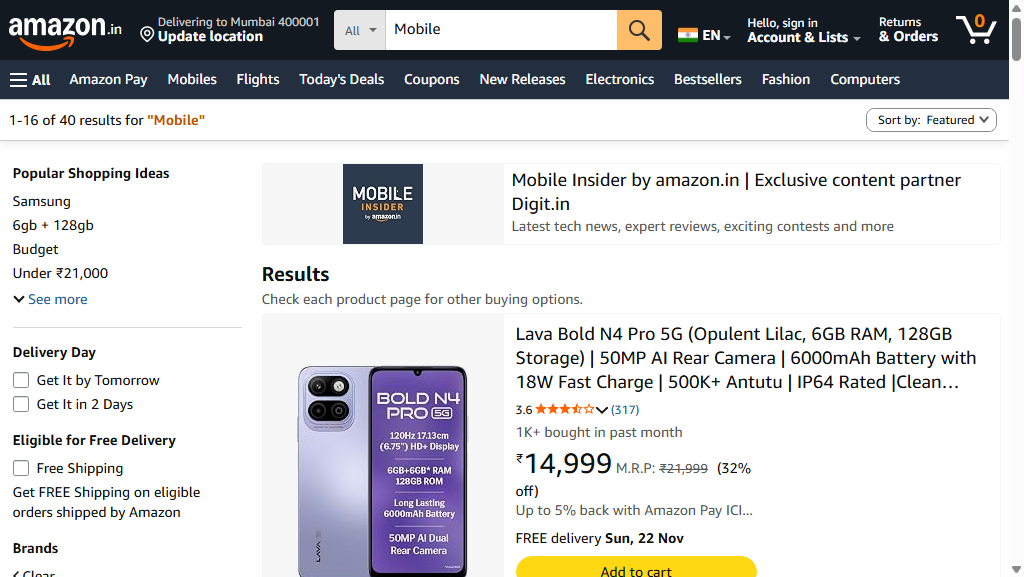 amazon.in
Delivering to Mumbai 400001
Update location
All
Mobile
EN
Hello, sign in
Account & Lists
Returns
& Orders
0
All
Amazon Pay
Mobiles
Flights
Today's Deals
Coupons
New Releases
Electronics
Bestsellers
Fashion
Computers
1-16 of 40 results for "Mobile"
Sort by: Featured
Popular Shopping Ideas
Samsung
6gb + 128gb
Budget
Under ₹21,000
See more
Delivery Day
Get It by Tomorrow
Get It in 2 Days
Eligible for Free Delivery
Free Shipping
Get FREE Shipping on eligible
orders shipped by Amazon
Brands
Clear
MOBILE
INSIDER
by amazon.in
Mobile Insider by amazon.in | Exclusive content partner
Digit.in
Latest tech news, expert reviews, exciting contests and more
Results
Check each product page for other buying options.
BOLD N4
PRO 5G
120Hz 17.13cm
(6.75") HD+ Display
6GB+6GB* RAM
128GB ROM
Long Lasting
6000mAh Battery
50MP AI Dual
Rear Camera
LAVA
Lava Bold N4 Pro 5G (Opulent Lilac, 6GB RAM, 128GB
Storage) | 50MP AI Rear Camera | 6000mAh Battery with
18W Fast Charge | 500K+ Antutu | IP64 Rated |Clean…
3.6
(317)
1K+ bought in past month
₹14,999 M.R.P: ₹21,999 (32%
off)
Up to 5% back with Amazon Pay ICI…
FREE delivery Sun, 22 Nov
Add to cart